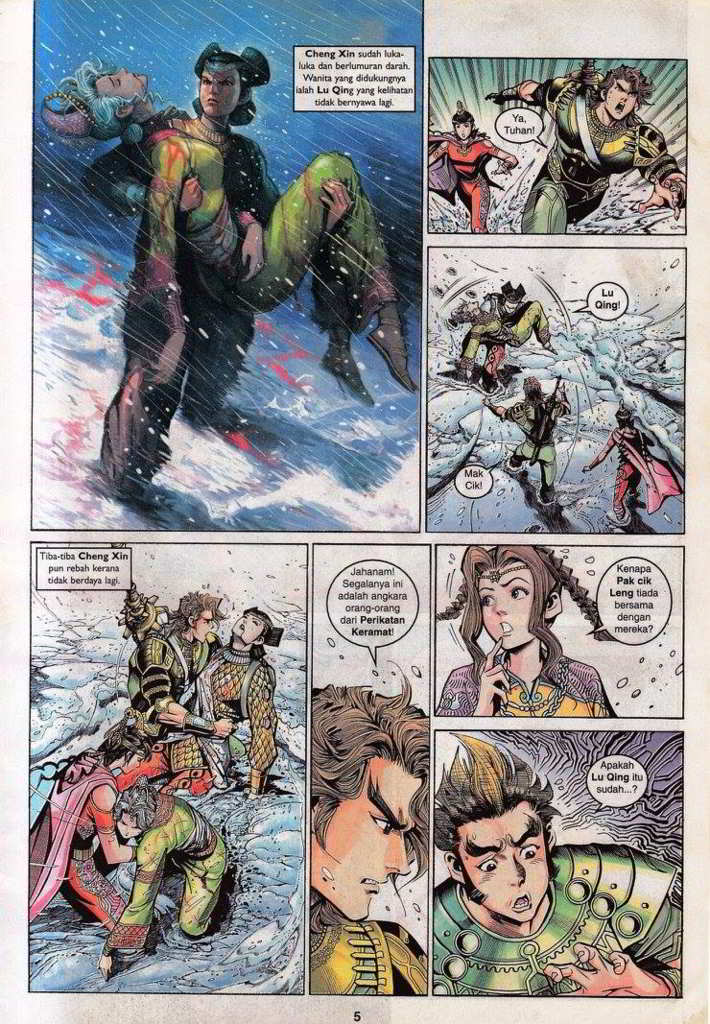 Cheng Xin sudah luka-
luka dan berlumuran darah.
Wanita yang didukungnya
ialah Lu Qing yang kelihatan
tidak bernyawa lagi.
Ya,
Tuhan!
Lu
Qing!
Mak
Cik!
Tiba-tiba Cheng Xin
pun rebah kerana
tidak berdaya lagi.
Jahanam!
Segalanya ini
adalah angkara
orang-orang
dari Perikatan
Keramat!
Kenapa
Pak cik
Leng tiada
bersama
dengan
mereka?
Apakah
Lu Qing itu
sudah...?
5